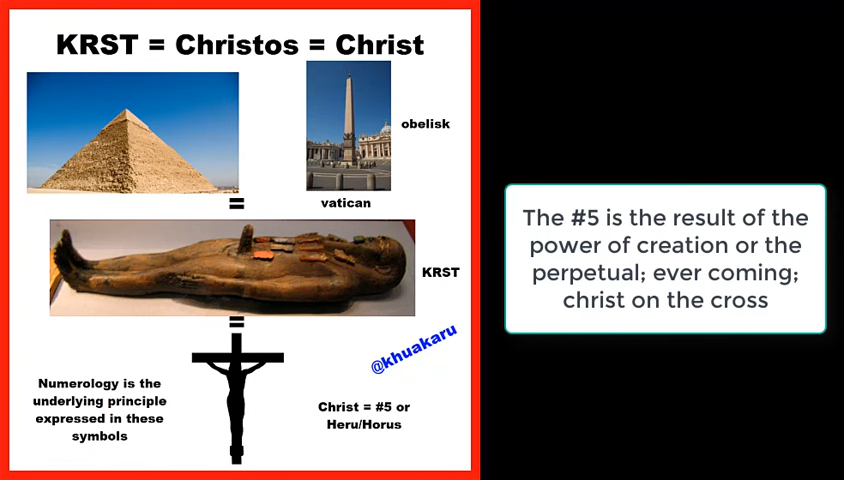 KRST = Christos = Christ
obelisk
=
vatican
KRST
=
@khuakaru
Numerology is the
underlying principle
expressed in these
symbols
Christ = #5 or
Heru/Horus
The #5 is the result of the
power of creation or the
perpetual; ever coming;
christ on the cross